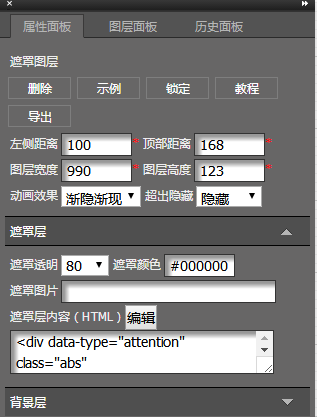 属性面板 图层面板 历史面板
遮罩图层
删除 示例 锁定 教程
导出
左侧距离 100 * 顶部距离 168 *
图层宽度 990 * 图层高度 123 *
动画效果 渐隐渐现 超出隐藏 隐藏
遮罩层
遮罩透明 80 遮罩颜色 #000000
遮罩图片
遮罩层内容（HTML） 编辑
<div data-type="attention"
class="abs"
背景层